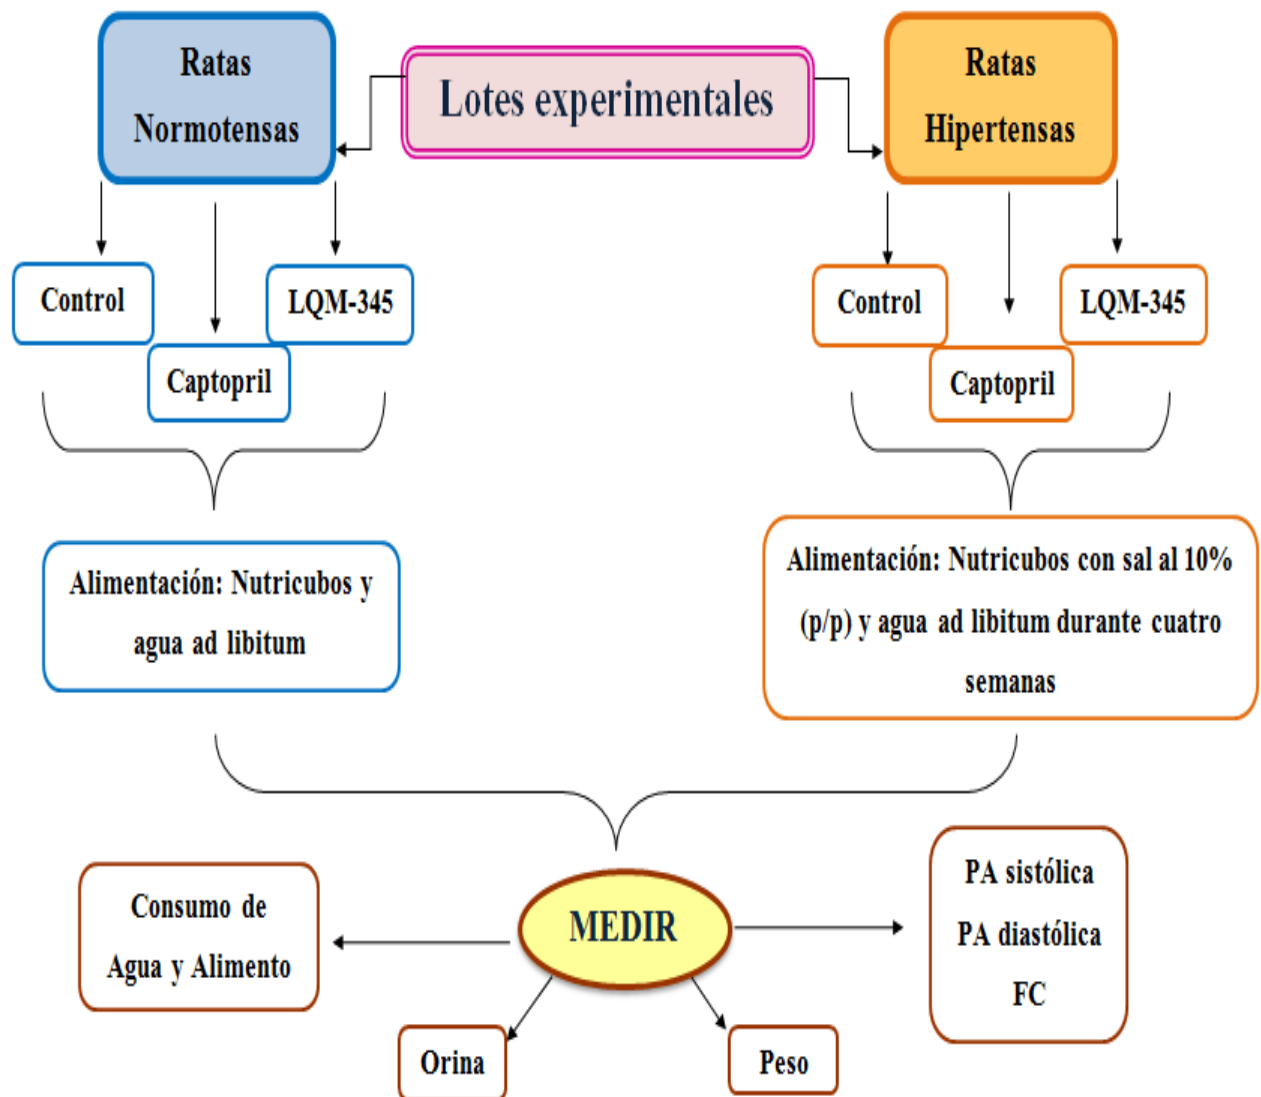 Lotes experimentales
Ratas
Normotensas
Ratas
Hipertensas
Control
Captopril
LQM-345
Control
Captopril
LQM-345
Alimentación: Nutricubos y
agua ad libitum
Alimentación: Nutricubos con sal al 10%
(p/p) y agua ad libitum durante cuatro
semanas
MEDIR
Consumo de
Agua y Alimento
Orina
Peso
PA sistólica
PA diastólica
FC